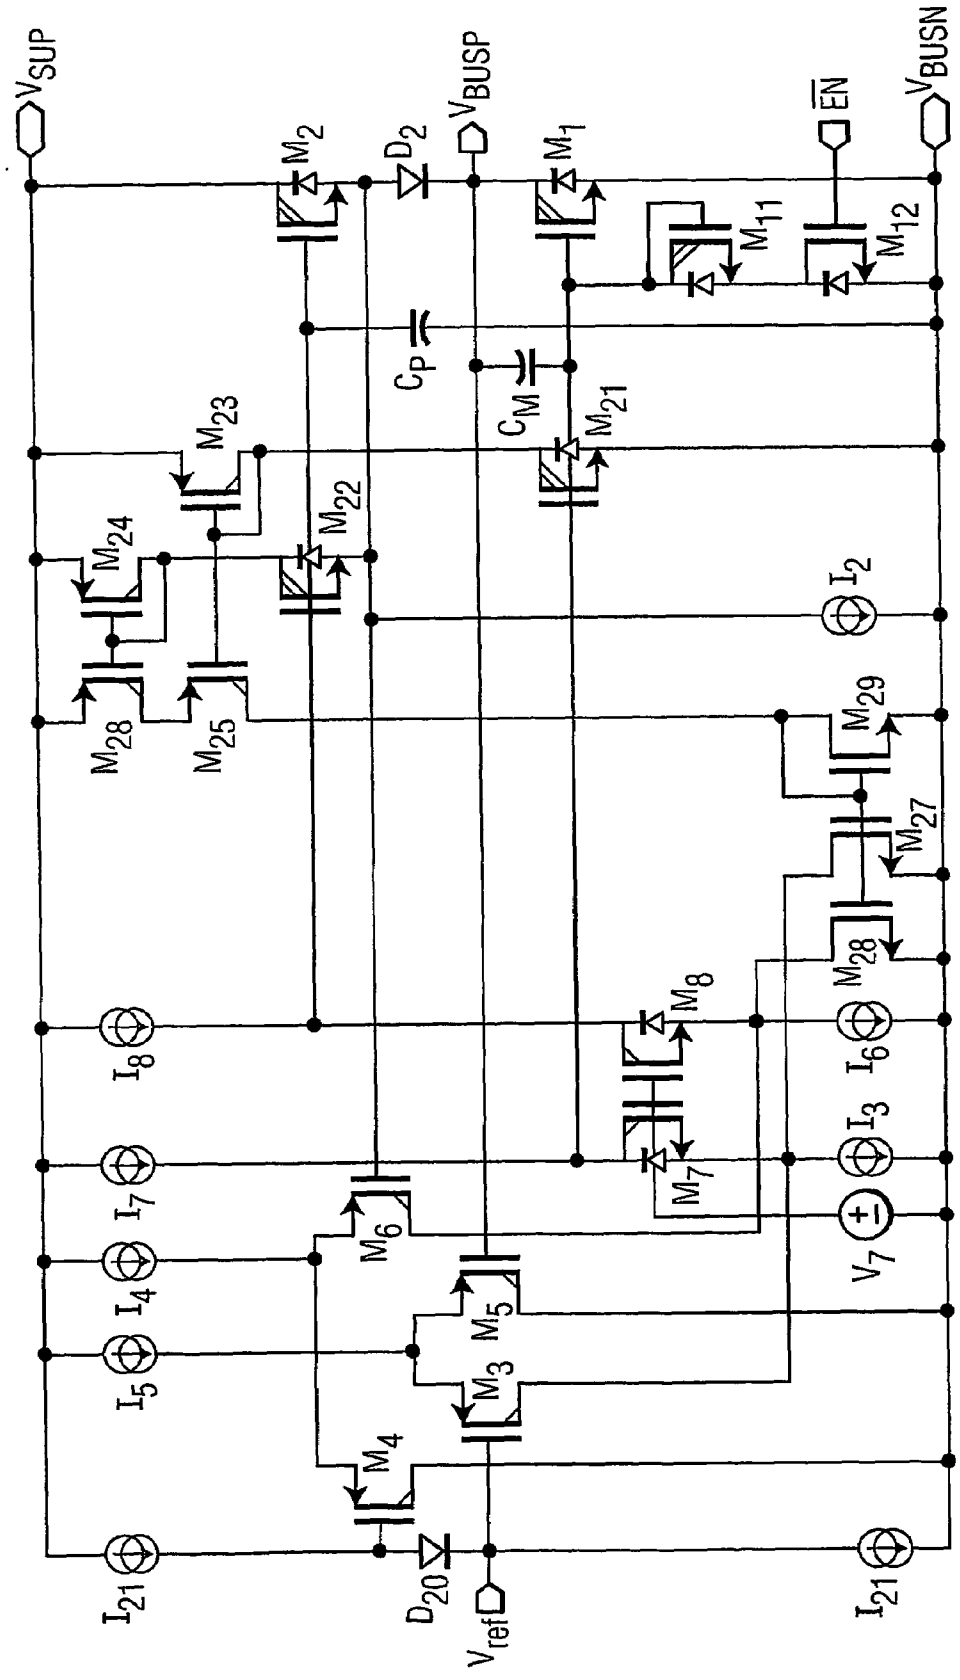 V_SUP
M_2
D_2
V_BUSP
M_1
EN̅
V_BUSN
M_11
M_12
C_P
C_M
M_23
M_21
M_22
M_24
I_2
M_28
M_25
M_29
M_27
M_28
I_8
M_8
I_6
I_7
M_7
I_3
I_4
M_6
V_7
I_5
M_5
M_3
M_4
I_21
D_20
V_ref
I_21